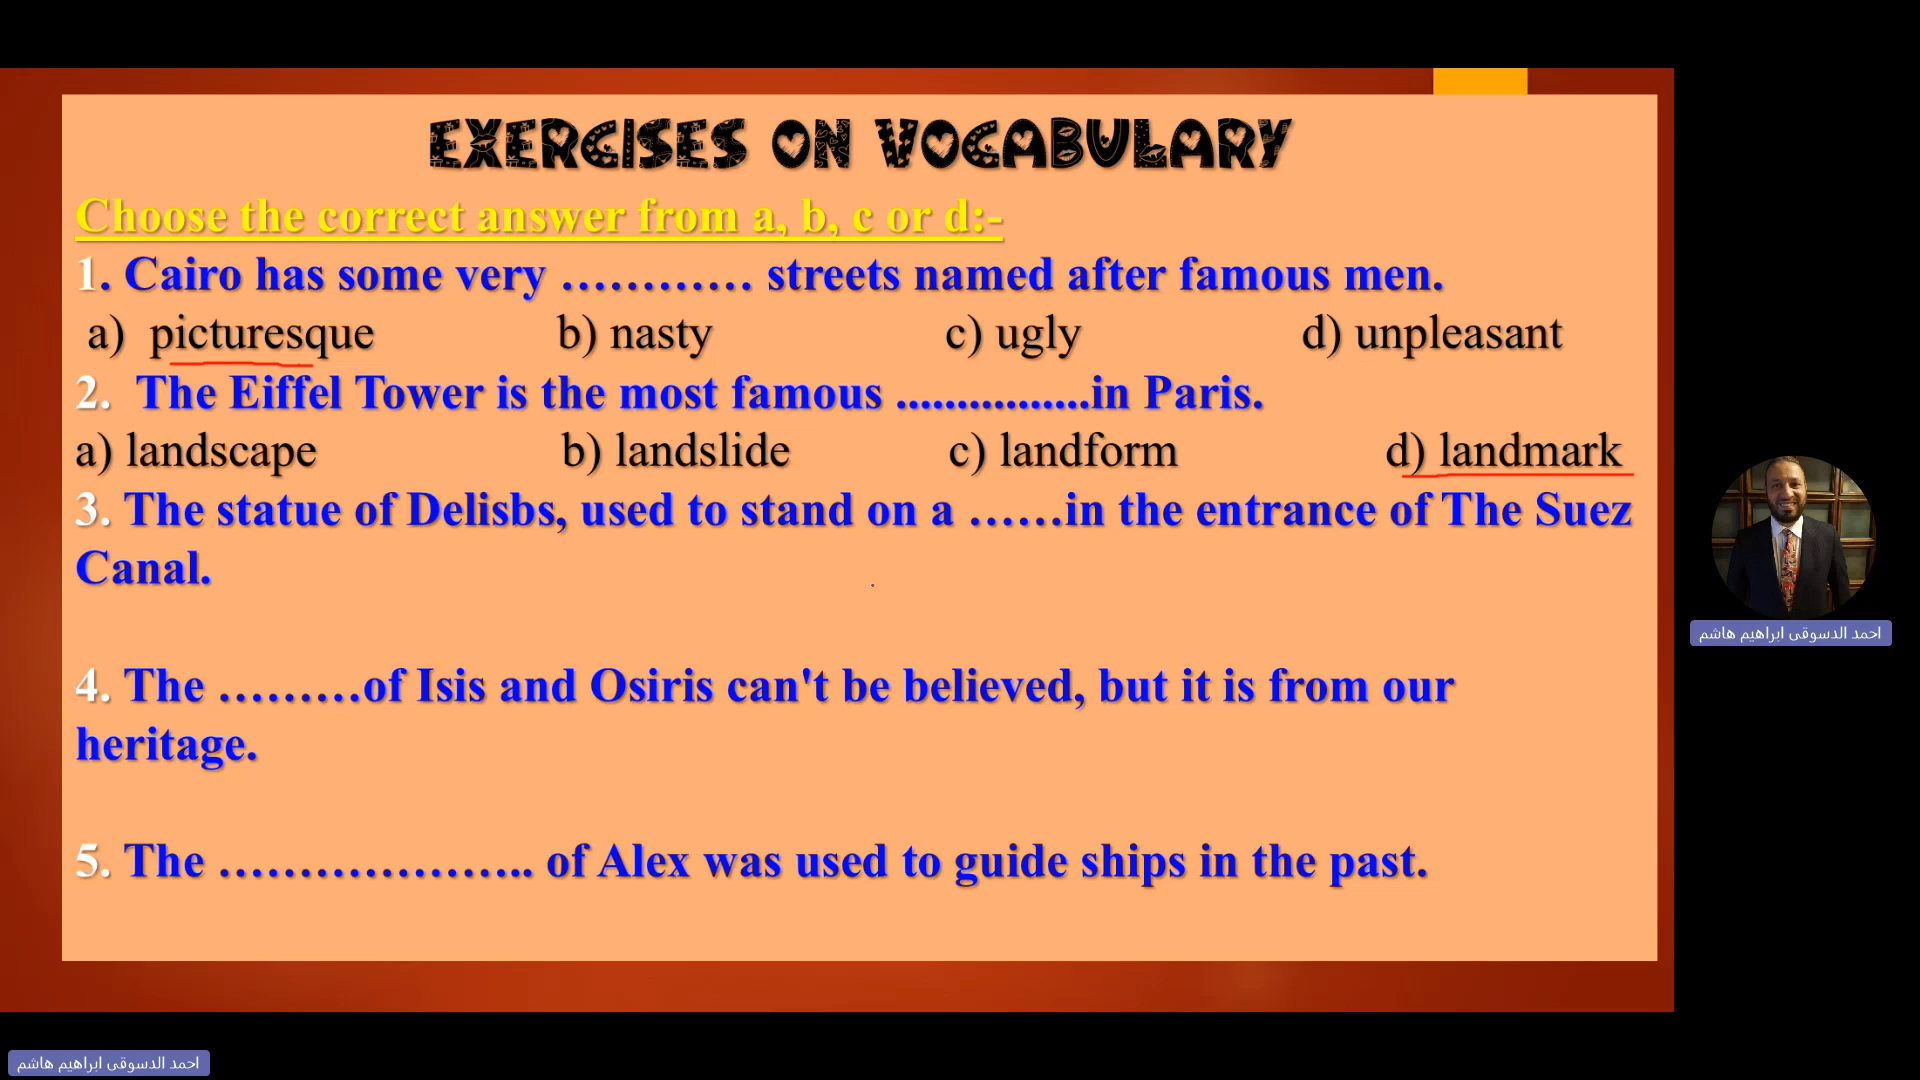 EXERCISES ON VOCABULARY
Choose the correct answer from a, b, c or d:-
1. Cairo has some very ………… streets named after famous men.
a) picturesque b) nasty c) ugly d) unpleasant
2. The Eiffel Tower is the most famous ................in Paris.
a) landscape b) landslide c) landform d) landmark
3. The statue of Delisbs, used to stand on a ……in the entrance of The Suez
Canal.
4. The ………of Isis and Osiris can't be believed, but it is from our
heritage.
5. The ……………….. of Alex was used to guide ships in the past.
احمد الدسوقى ابراهيم هاشم
احمد الدسوقى ابراهيم هاشم